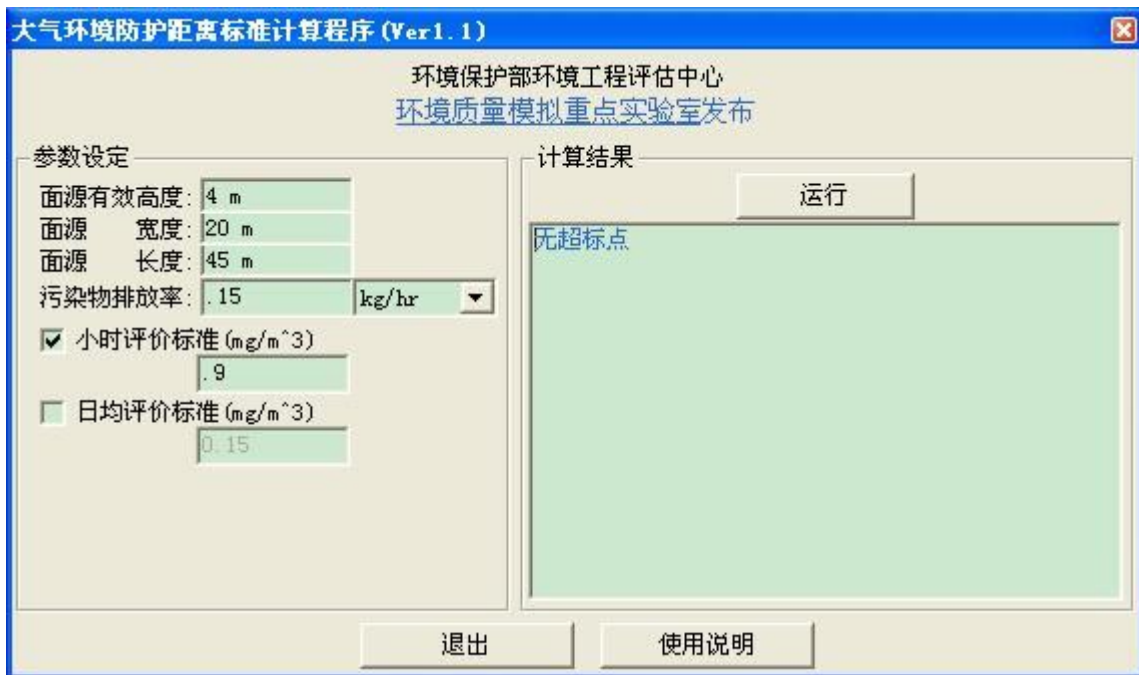 大气环境防护距离标准计算程序(Ver1.1)
环境保护部环境工程评估中心
环境质量模拟重点实验室发布
参数设定
面源有效高度: 4 m
面源 宽度: 20 m
面源 长度: 45 m
污染物排放率: .15 kg/hr
小时评价标准(mg/m^3)
.9
日均评价标准(mg/m^3)
0.15
计算结果
运行
无超标点
退出 使用说明